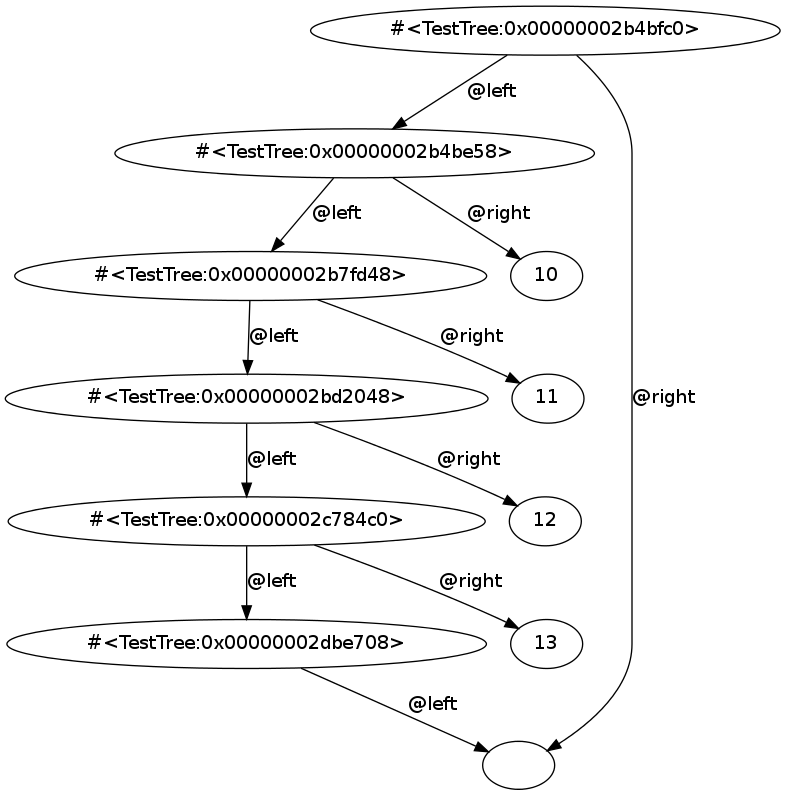 #<TestTree:0x00000002b4bfc0>
@left
#<TestTree:0x00000002b4be58>
@left
@right
#<TestTree:0x00000002b7fd48>
10
@left
@right
#<TestTree:0x00000002bd2048>
11
@right
@left
@right
#<TestTree:0x00000002c784c0>
12
@left
@right
#<TestTree:0x00000002dbe708>
13
@left